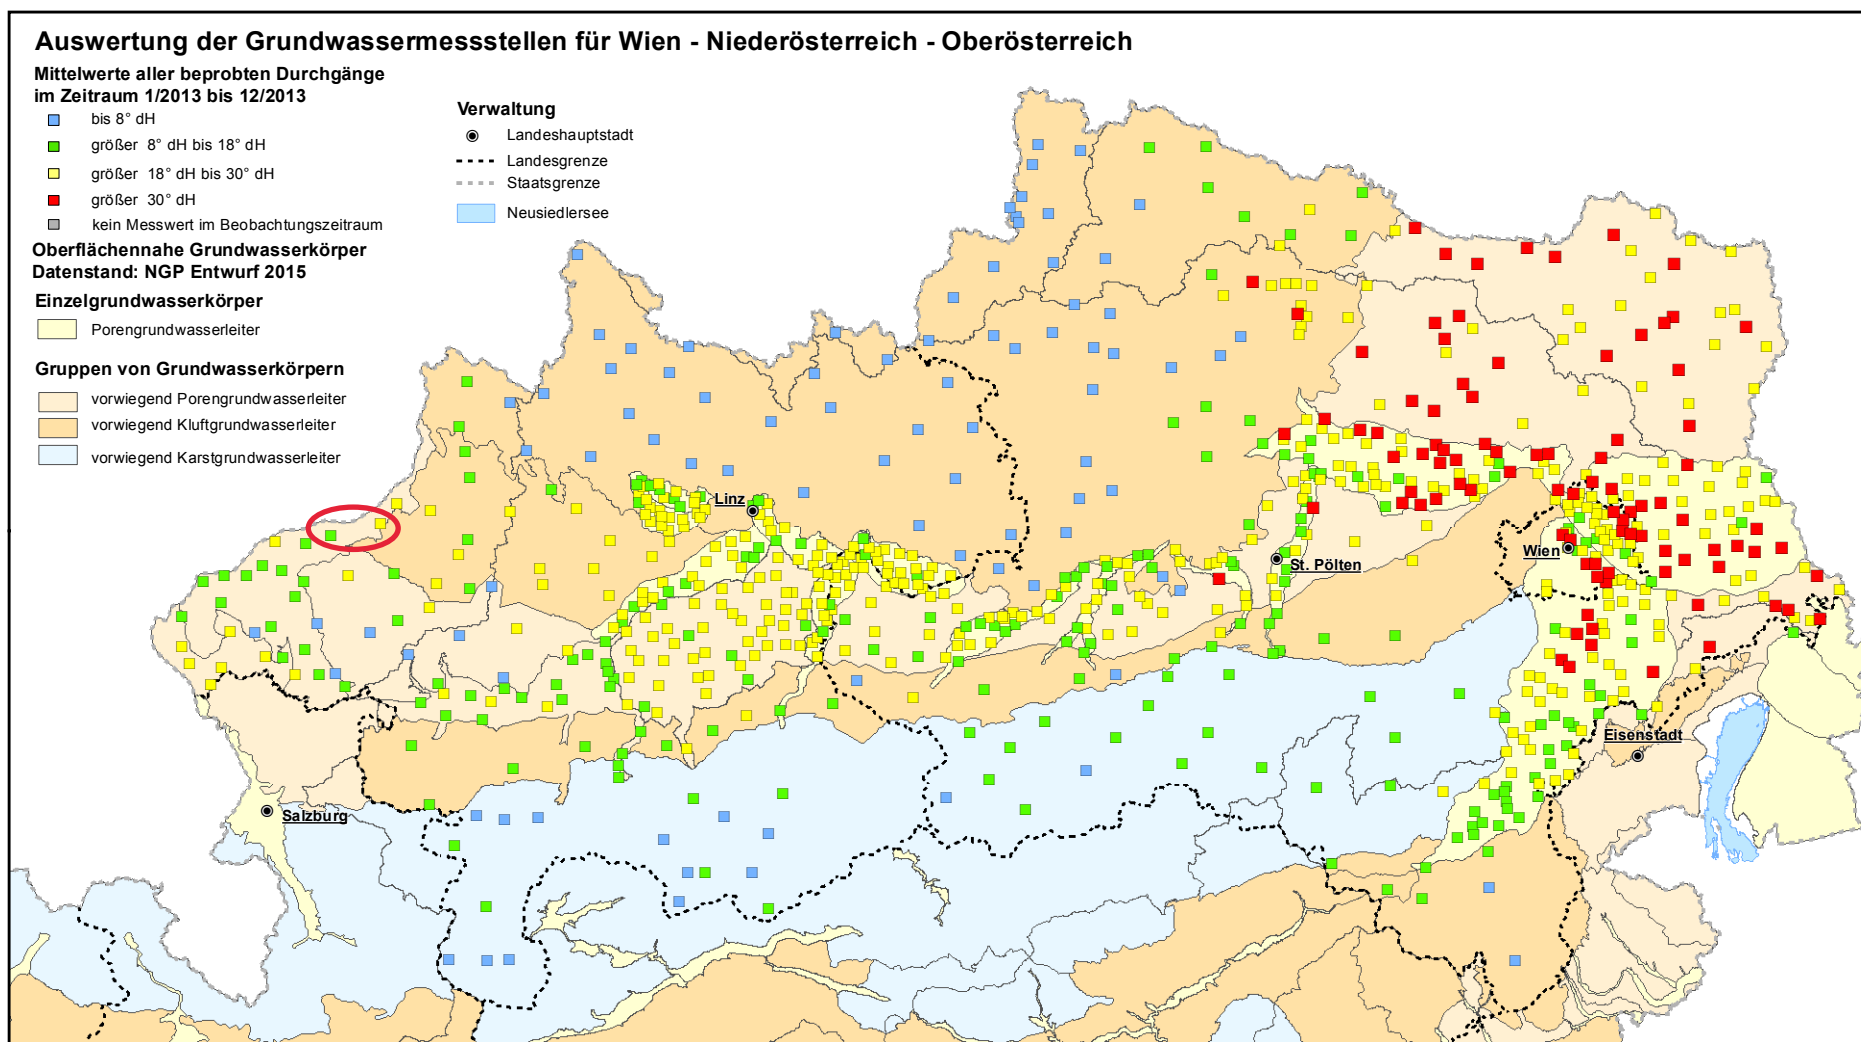 Auswertung der Grundwassermessstellen für Wien - Niederösterreich - Oberösterreich
Mittelwerte aller beprobten Durchgänge
im Zeitraum 1/2013 bis 12/2013
bis 8° dH
größer 8° dH bis 18° dH
größer 18° dH bis 30° dH
größer 30° dH
kein Messwert im Beobachtungszeitraum
Oberflächennahe Grundwasserkörper
Datenstand: NGP Entwurf 2015
Einzelgrundwasserkörper
Porengrundwasserleiter
Gruppen von Grundwasserkörpern
vorwiegend Porengrundwasserleiter
vorwiegend Kluftgrundwasserleiter
vorwiegend Karstgrundwasserleiter
Verwaltung
Landeshauptstadt
Landesgrenze
Staatsgrenze
Neusiedlersee
Linz
Wien
St. Pölten
Eisenstadt
Salzburg